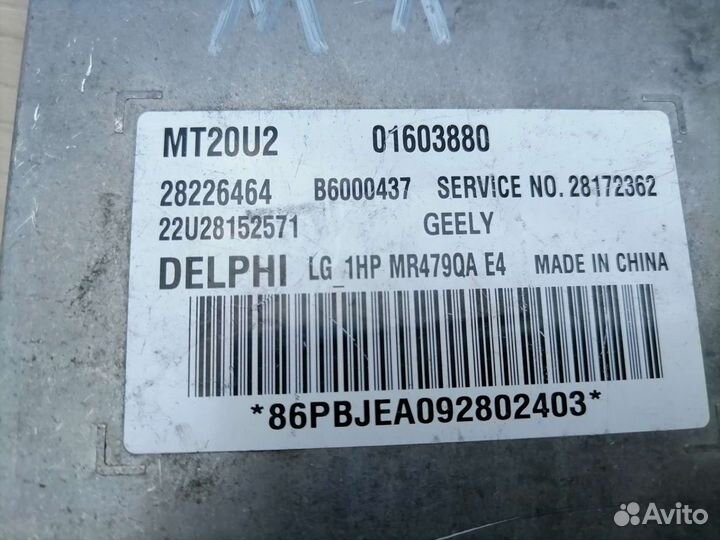 MT20U2 01603880
28226464 B6000437 SERVICE NO. 28172362
22U28152571 GEELY
DELPHI LG_1HP MR479QA E4 MADE IN CHINA
*86PBJEA092802403*
Avito